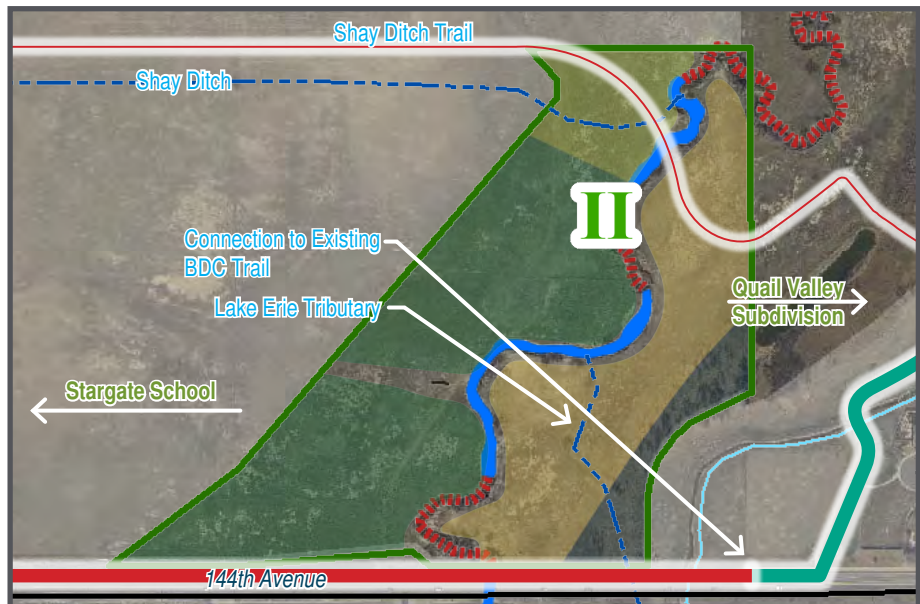 Shay Ditch Trail
Shay Ditch
II
Connection to Existing
BDC Trail
Lake Erie Tributary
Quail Valley
Subdivision
Stargate School
144th Avenue